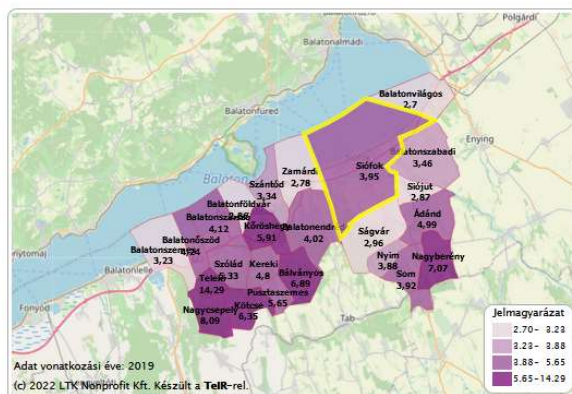 Polgárdi
Balatonalmádi
Balatonvilágos
2,7
Balatonfüred
Enying
Balatonszabadi
3,46
Siófok
3,95
Zamárdi
2,78
Szántód
3,34
Siójut
2,87
Balatonföldvár
Ádánd
4,99
Balatonszárszó
4,12
Kőröshegy
5,91
Balatonendréd
4,02
Ságvár
2,96
Balatonőszöd
Balatonszemes
3,23
Balatonlelle
Nyim
3,88
Nagyberény
7,07
Szólád
5,33
Kereki
4,8
Bálványos
6,89
Som
3,92
Teleki
14,29
Fonyód
Pusztaszemes
5,65
Nagycsepely
8,09
Kötcse
6,35
Tab
Jelmagyarázat
2.70- 3.23
3.23- 3.88
3.88- 5.65
5.65-14.29
Adat vonatkozási éve: 2019
(c) 2022 LTK Nonprofit Kft. Készült a TeIR-rel.